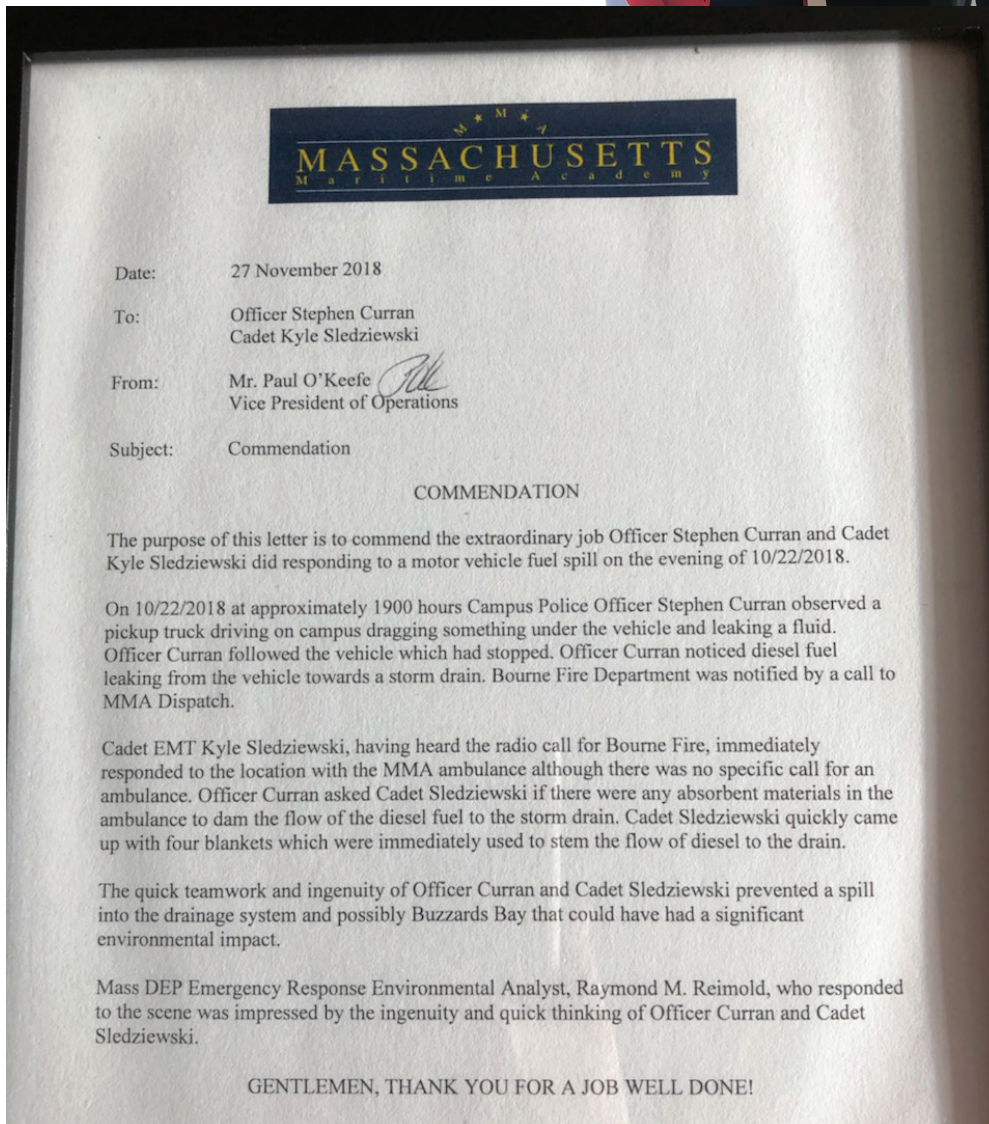 M M A
MASSACHUSETTS
Maritime Academy
Date: 27 November 2018
To: Officer Stephen Curran
Cadet Kyle Sledziewski
From: Mr. Paul O'Keefe
Vice President of Operations
Subject: Commendation
COMMENDATION
The purpose of this letter is to commend the extraordinary job Officer Stephen Curran and Cadet
Kyle Sledziewski did responding to a motor vehicle fuel spill on the evening of 10/22/2018.
On 10/22/2018 at approximately 1900 hours Campus Police Officer Stephen Curran observed a
pickup truck driving on campus dragging something under the vehicle and leaking a fluid.
Officer Curran followed the vehicle which had stopped. Officer Curran noticed diesel fuel
leaking from the vehicle towards a storm drain. Bourne Fire Department was notified by a call to
MMA Dispatch.
Cadet EMT Kyle Sledziewski, having heard the radio call for Bourne Fire, immediately
responded to the location with the MMA ambulance although there was no specific call for an
ambulance. Officer Curran asked Cadet Sledziewski if there were any absorbent materials in the
ambulance to dam the flow of the diesel fuel to the storm drain. Cadet Sledziewski quickly came
up with four blankets which were immediately used to stem the flow of diesel to the drain.
The quick teamwork and ingenuity of Officer Curran and Cadet Sledziewski prevented a spill
into the drainage system and possibly Buzzards Bay that could have had a significant
environmental impact.
Mass DEP Emergency Response Environmental Analyst, Raymond M. Reimold, who responded
to the scene was impressed by the ingenuity and quick thinking of Officer Curran and Cadet
Sledziewski.
GENTLEMEN, THANK YOU FOR A JOB WELL DONE!